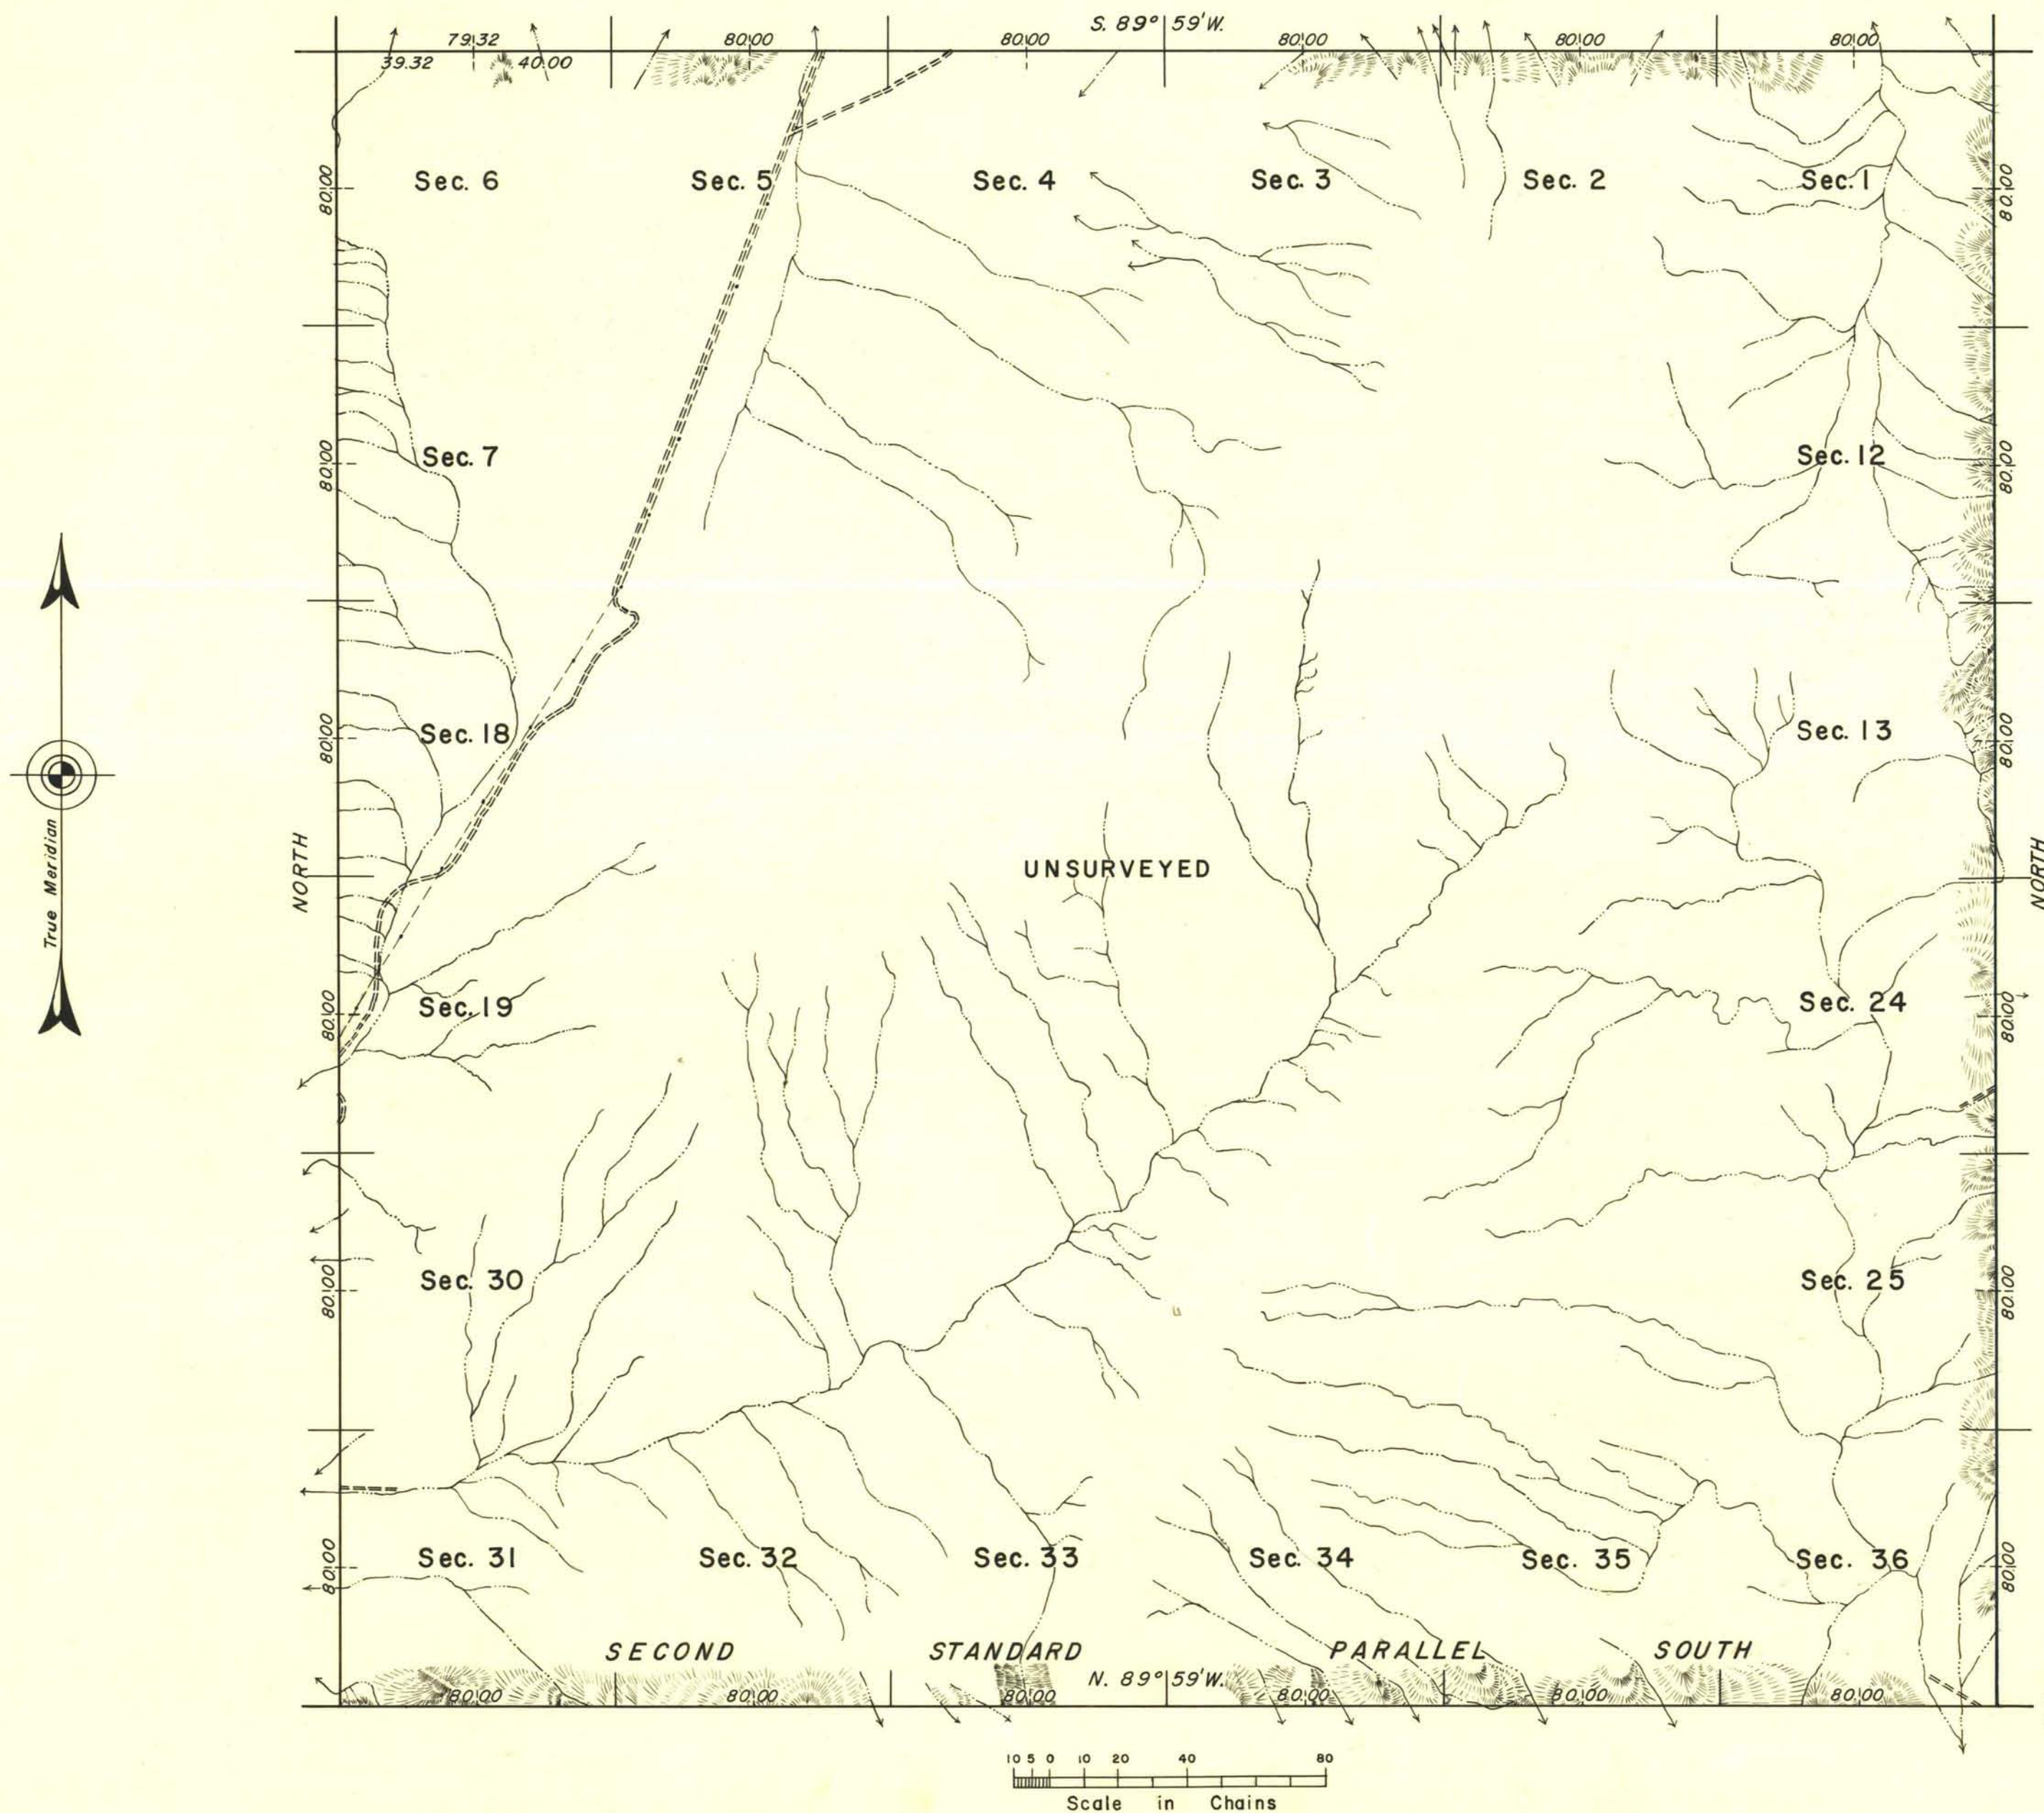 S. 89° 59' W.
79.32 80.00 80.00 80.00 80.00 80.00
39.32 40.00
80.00 Sec. 6 Sec. 5 Sec. 4 Sec. 3 Sec. 2 Sec. 1 80.00
80.00 Sec. 7 Sec. 12 80.00
80.00 Sec. 18 Sec. 13 80.00
True Meridian
NORTH UNSURVEYED NORTH
80.00 Sec. 19 Sec. 24 80.00
80.00 Sec. 30 Sec. 25 80.00
80.00 Sec. 31 Sec. 32 Sec. 33 Sec. 34 Sec. 35 Sec. 36 80.00
SECOND STANDARD PARALLEL SOUTH
N. 89° 59' W.
80.00 80.00 80.00 80.00 80.00 80.00
10 5 0 10 20 40 80
Scale in Chains